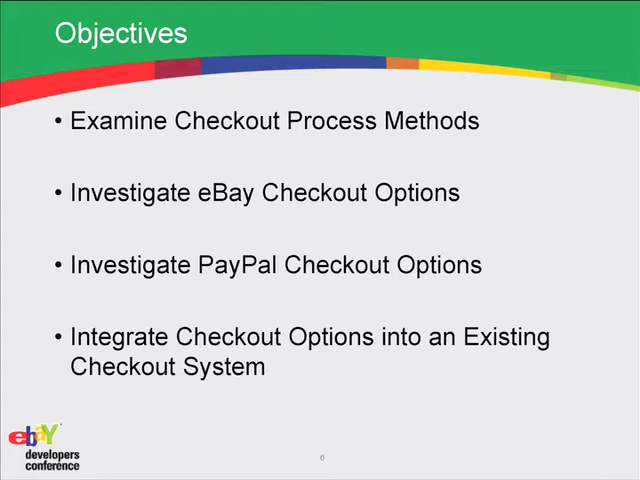 Objectives
• Examine Checkout Process Methods
• Investigate eBay Checkout Options
• Investigate PayPal Checkout Options
• Integrate Checkout Options into an Existing
Checkout System
ebaY
developers
conference
6